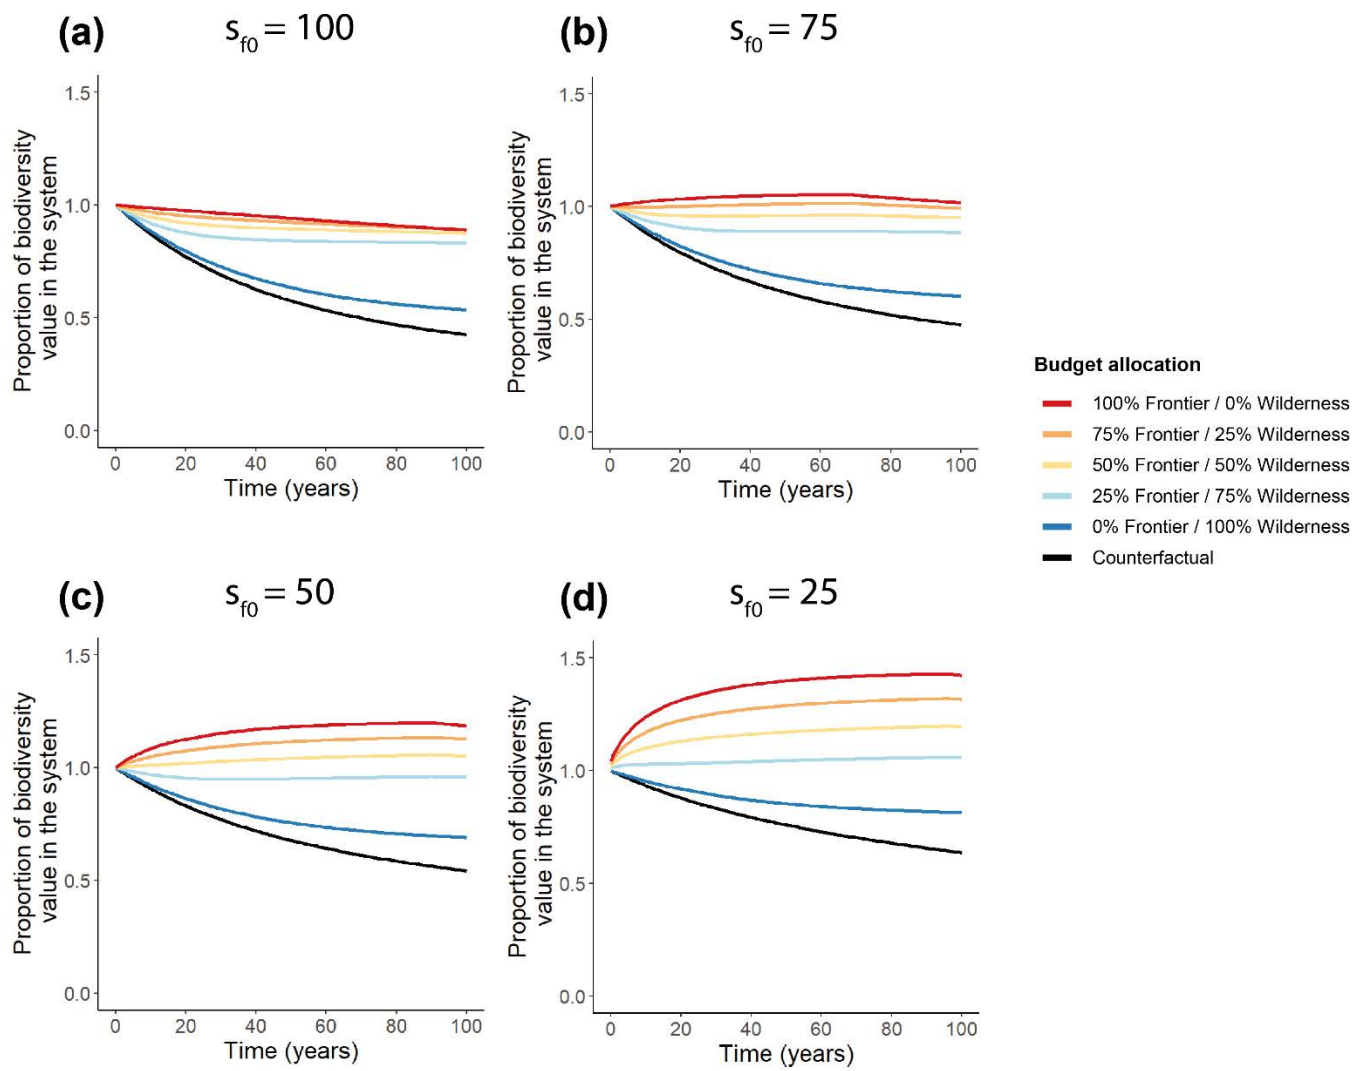 (a) s_f0 = 100
1.5
1.0
0.5
0.0
Proportion of biodiversity
value in the system
0 20 40 60 80 100
Time (years)
(b) s_f0 = 75
1.5
1.0
0.5
0.0
Proportion of biodiversity
value in the system
0 20 40 60 80 100
Time (years)
Budget allocation
100% Frontier / 0% Wilderness
75% Frontier / 25% Wilderness
50% Frontier / 50% Wilderness
25% Frontier / 75% Wilderness
0% Frontier / 100% Wilderness
Counterfactual
(c) s_f0 = 50
1.5
1.0
0.5
0.0
Proportion of biodiversity
value in the system
0 20 40 60 80 100
Time (years)
(d) s_f0 = 25
1.5
1.0
0.5
0.0
Proportion of biodiversity
value in the system
0 20 40 60 80 100
Time (years)